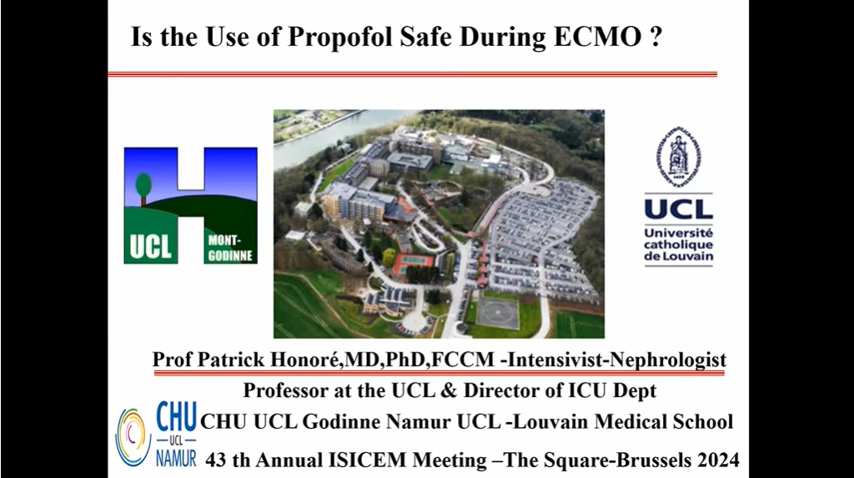 Is the Use of Propofol Safe During ECMO ?
UCL
MONT-
GODINNE
UCL
Université
catholique
de Louvain
Prof Patrick Honoré,MD,PhD,FCCM -Intensivist-Nephrologist
Professor at the UCL & Director of ICU Dept
CHU
UCL
NAMUR
CHU UCL Godinne Namur UCL -Louvain Medical School
43 th Annual ISICEM Meeting –The Square-Brussels 2024